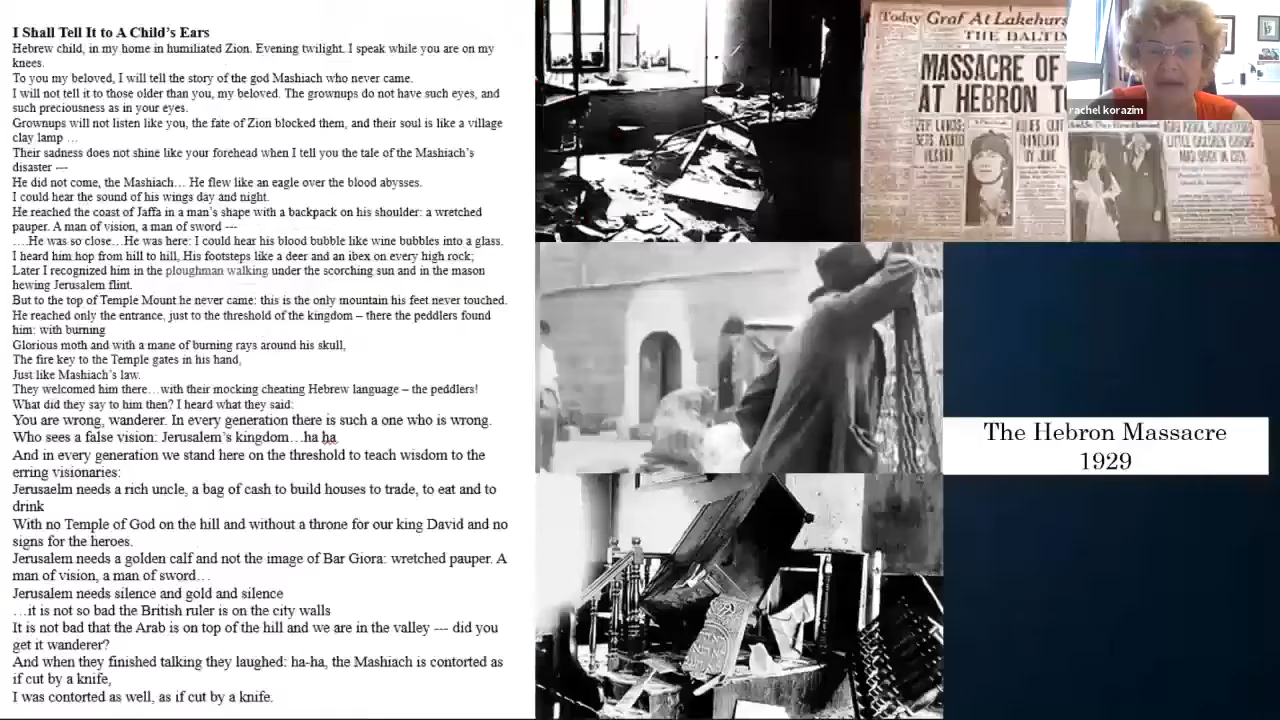 I Shall Tell It to A Child's Ears
Hebrew child, in my home in humiliated Zion. Evening twilight. I speak while you are on my
knees.
To you my beloved, I will tell the story of the god Mashiach who never came.
I will not tell it to those older than you, my beloved. The grownups do not have such eyes, and
such preciousness as in your eyes.
Grownups will not listen like you, the fate of Zion blocked them, and their soul is like a village
clay lamp …
Their sadness does not shine like your forehead when I tell you the tale of the Mashiach's
disaster ---
He did not come, the Mashiach… He flew like an eagle over the blood abysses.
I could hear the sound of his wings day and night.
He reached the coast of Jaffa in a man's shape with a backpack on his shoulder: a wretched
pauper. A man of vision, a man of sword ---
….He was so close…He was here: I could hear his blood bubble like wine bubbles into a glass.
I heard him hop from hill to hill, His footsteps like a deer and an ibex on every high rock;
Later I recognized him in the ploughman walking under the scorching sun and in the mason
hewing Jerusalem flint.
But to the top of Temple Mount he never came: this is the only mountain his feet never touched.
He reached only the entrance, just to the threshold of the kingdom – there the peddlers found
him: with burning
Glorious moth and with a mane of burning rays around his skull,
The fire key to the Temple gates in his hand,
Just like Mashiach's law.
They welcomed him there…with their mocking cheating Hebrew language – the peddlers!
What did they say to him then? I heard what they said:
You are wrong, wanderer. In every generation there is such a one who is wrong.
Who sees a false vision: Jerusalem's kingdom…ha ha
And in every generation we stand here on the threshold to teach wisdom to the
erring visionaries:
Jerusaelm needs a rich uncle, a bag of cash to build houses to trade, to eat and to
drink
With no Temple of God on the hill and without a throne for our king David and no
signs for the heroes.
Jerusalem needs a golden calf and not the image of Bar Giora: wretched pauper. A
man of vision, a man of sword…
Jerusalem needs silence and gold and silence
…it is not so bad the British ruler is on the city walls
It is not bad that the Arab is on top of the hill and we are in the valley --- did you
get it wanderer?
And when they finished talking they laughed: ha-ha, the Mashiach is contorted as
if cut by a knife,
I was contorted as well, as if cut by a knife.
Today Graf At Lakehurs
THE BALTI
MASSACRE OF
AT HEBRON T
rachel korazim
The Hebron Massacre
1929